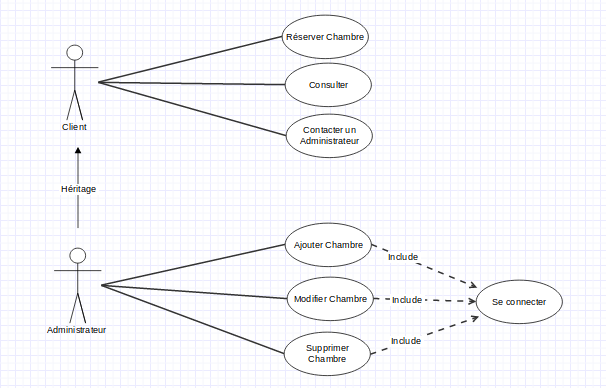 Réserver Chambre
Consulter
Client
Contacter un
Administrateur
Héritage
Ajouter Chambre
Include
Modifier Chambre
Include
Se connecter
Administrateur
Include
Supprimer
Chambre